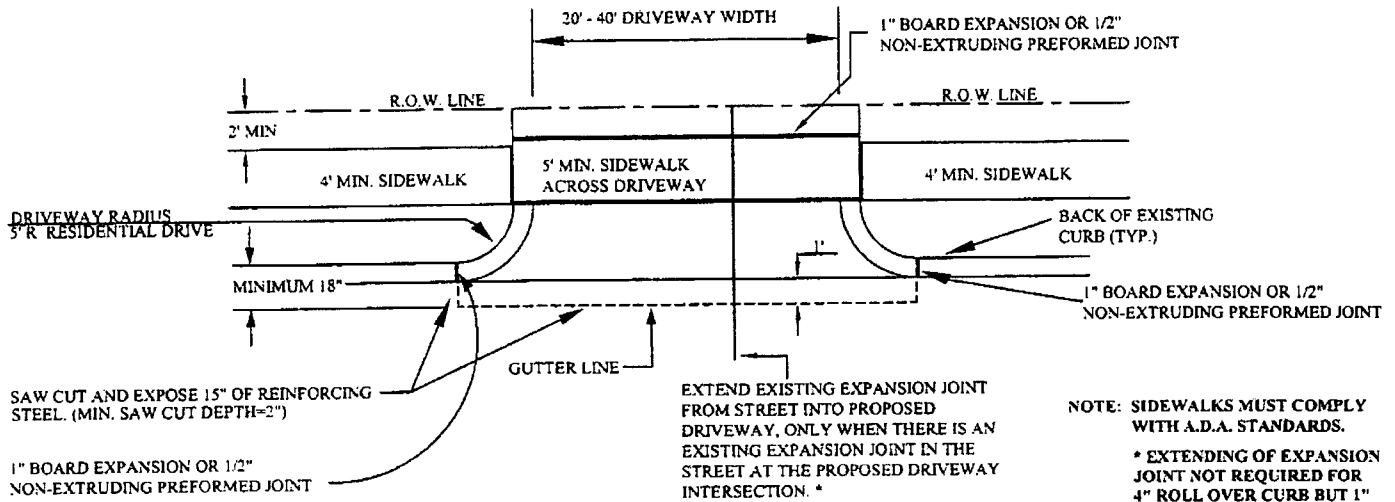 20' - 40' DRIVEWAY WIDTH
1" BOARD EXPANSION OR 1/2"
NON-EXTRUDING PREFORMED JOINT
R.O.W. LINE
R.O.W. LINE
2' MIN
4' MIN. SIDEWALK
5' MIN. SIDEWALK
ACROSS DRIVEWAY
4' MIN. SIDEWALK
DRIVEWAY RADIUS
5' R RESIDENTIAL DRIVE
BACK OF EXISTING
CURB (TYP.)
1'
MINIMUM 18"
1" BOARD EXPANSION OR 1/2"
NON-EXTRUDING PREFORMED JOINT
GUTTER LINE
SAW CUT AND EXPOSE 15" OF REINFORCING
STEEL. (MIN. SAW CUT DEPTH=2")
EXTEND EXISTING EXPANSION JOINT
FROM STREET INTO PROPOSED
DRIVEWAY, ONLY WHEN THERE IS AN
EXISTING EXPANSION JOINT IN THE
STREET AT THE PROPOSED DRIVEWAY
INTERSECTION. *
NOTE: SIDEWALKS MUST COMPLY
WITH A.D.A. STANDARDS.
* EXTENDING OF EXPANSION
JOINT NOT REQUIRED FOR
4" ROLL OVER CURB BUT 1"
1" BOARD EXPANSION OR 1/2"
NON-EXTRUDING PREFORMED JOINT